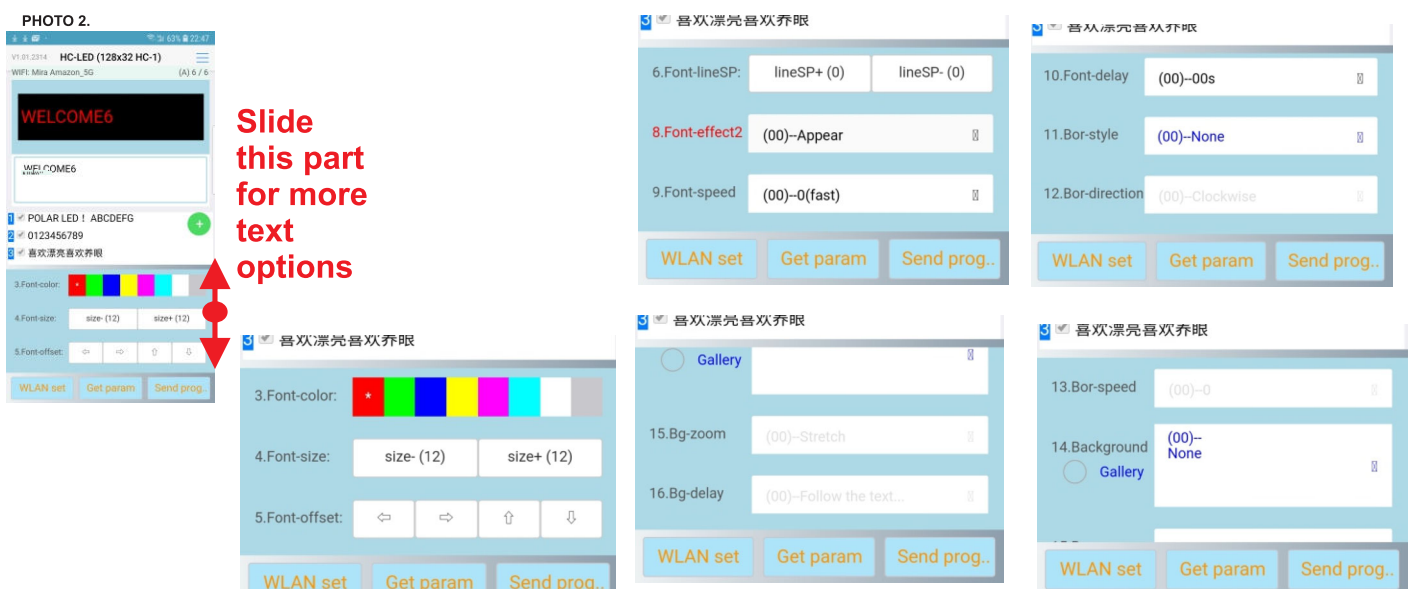 PHOTO 2.
63% 22:47
V1.01.2314 HC-LED (128x32 HC-1)
WIFI: Mira Amazon_5G (A) 6 / 6
WELCOME6
WELCOME6
1 POLAR LED ! ABCDEFG
2 0123456789
3 喜欢漂亮喜欢养眼
+
3.Font-color: *
4.Font-size: size- (12) size+ (12)
5.Font-offset: ⇦ ⇨ ⇧ ⇩
WLAN set Get param Send prog..
Slide
this part
for more
text
options
3 喜欢漂亮喜欢养眼
3.Font-color: *
4.Font-size: size- (12) size+ (12)
5.Font-offset: ⇦ ⇨ ⇧ ⇩
WLAN set Get param Send prog..
3 喜欢漂亮喜欢养眼
6.Font-lineSP: lineSP+ (0) lineSP- (0)
8.Font-effect2 (00)--Appear
9.Font-speed (00)--0(fast)
WLAN set Get param Send prog..
3 喜欢漂亮喜欢养眼
10.Font-delay (00)--00s
11.Bor-style (00)--None
12.Bor-direction (00)--Clockwise
WLAN set Get param Send prog..
3 喜欢漂亮喜欢养眼
Gallery
15.Bg-zoom (00)--Stretch
16.Bg-delay (00)--Follow the text...
WLAN set Get param Send prog..
3 喜欢漂亮喜欢养眼
13.Bor-speed (00)--0
14.Background (00)--
None
Gallery
WLAN set Get param Send prog..